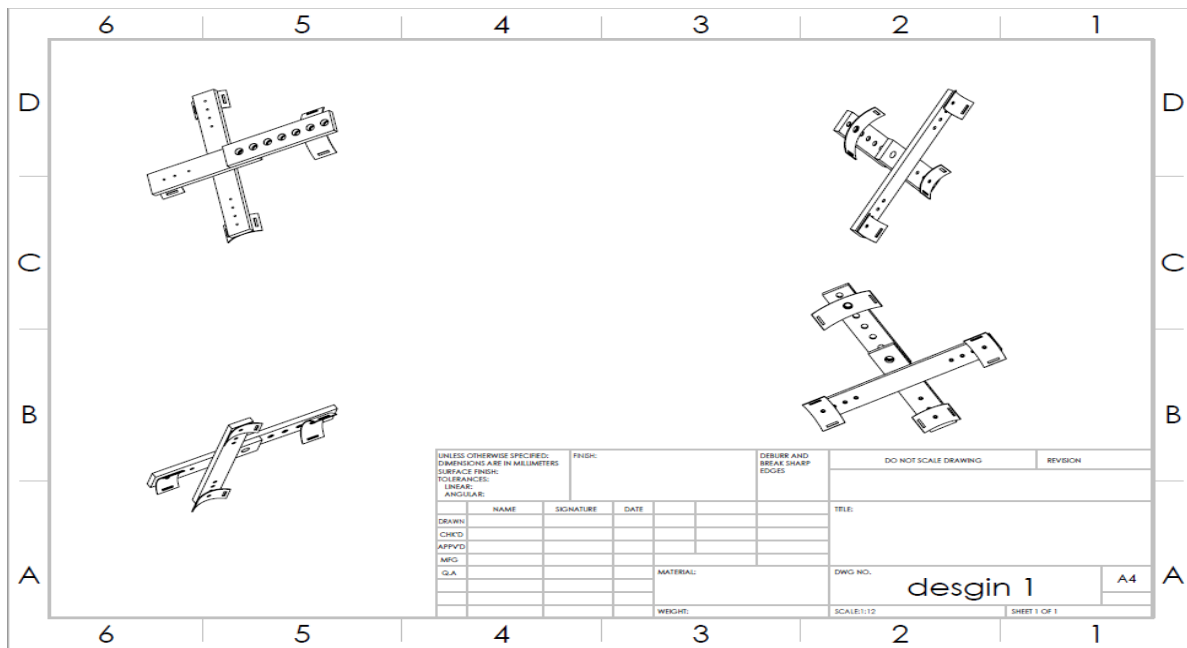 6 5 4 3 2 1
D D
C C
B B
A A
UNLESS OTHERWISE SPECIFIED:
DIMENSIONS ARE IN MILLIMETERS
SURFACE FINISH:
TOLERANCES:
LINEAR:
ANGULAR:
FINISH:
DEBURR AND
BREAK SHARP
EDGES
DO NOT SCALE DRAWING
REVISION
NAME SIGNATURE DATE
DRAWN
CHK'D
APPV'D
MFG
Q.A
TITLE:
MATERIAL:
DWG NO.
desgin 1
A4
WEIGHT:
SCALE:1:12
SHEET 1 OF 1
6 5 4 3 2 1